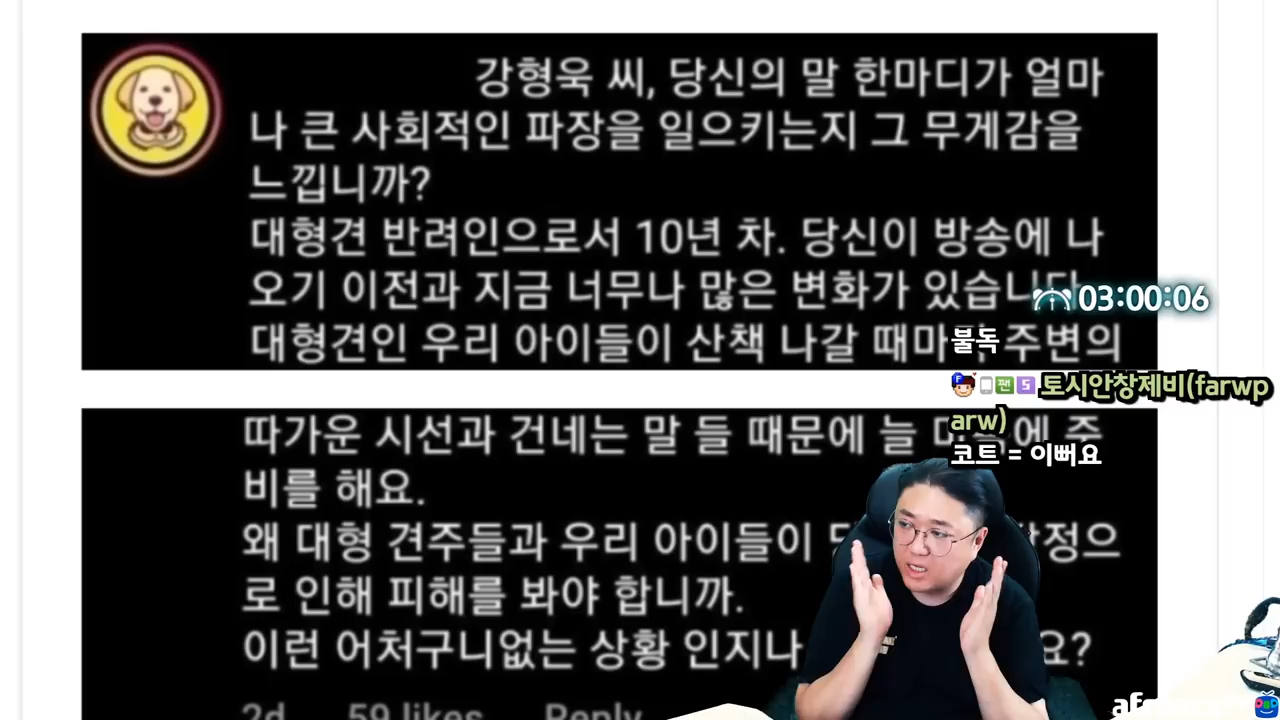 강형욱 씨, 당신의 말 한마디가 얼마
나 큰 사회적인 파장을 일으키는지 그 무게감을
느낍니까?
대형견 반려인으로서 10년 차. 당신이 방송에 나
오기 이전과 지금 너무나 많은 변화가
03:00:06
대형견인 우리 아이들이 산책 나갈 주변의
불독
토시안창제비(farwp
arw)
따가운 시선과 건네는 말 들 때문에 늘
코트 = 이뻐요
비를 해요.
왜 대형 견주들과 우리 아이들이
로 인해 피해를 봐야 합니까.
이런 어처구니없는 상황 인지나
2d 59 likes Reply